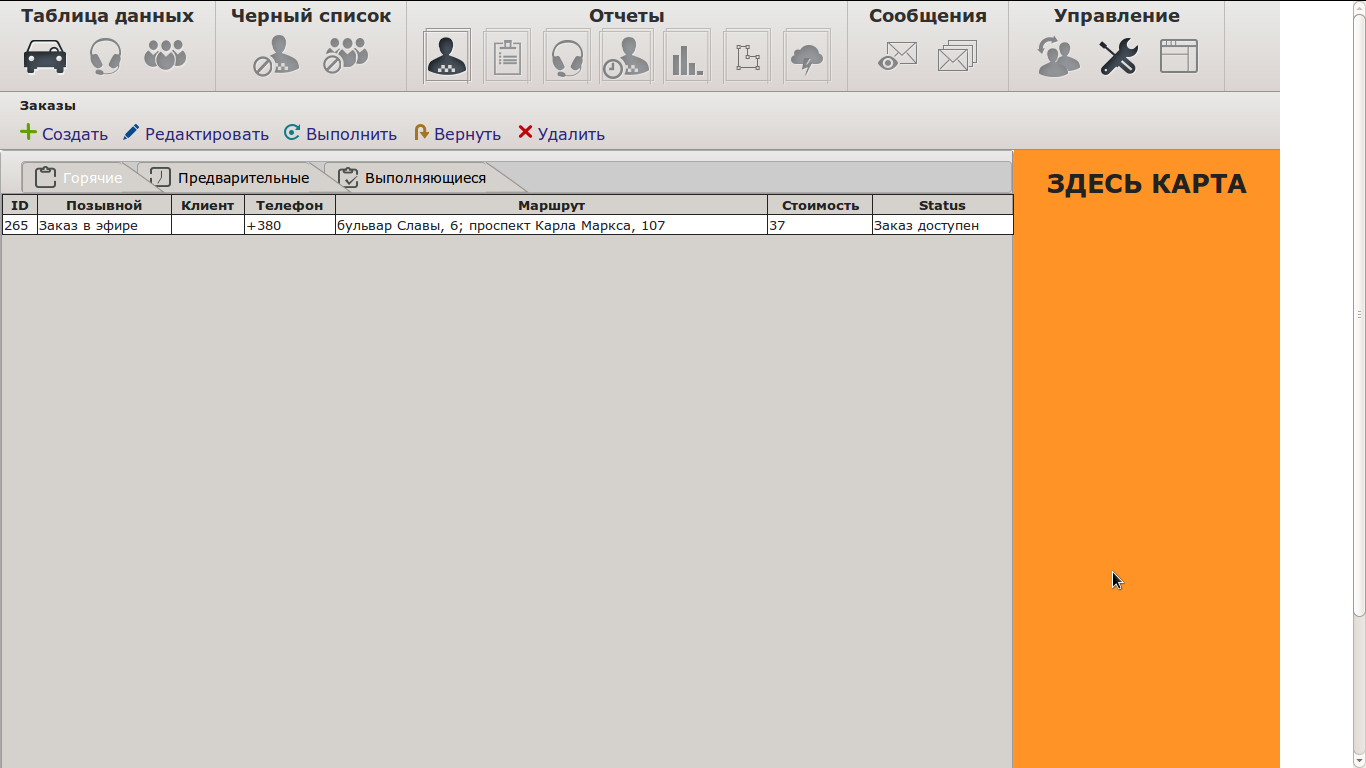 Таблица данных Черный список Отчеты Сообщения Управление
Заказы
Создать Редактировать Выполнить Вернуть Удалить
Горячие Предварительные Выполняющиеся
ЗДЕСЬ КАРТА
ID Позывной Клиент Телефон Маршрут Стоимость Status
265 Заказ в эфире +380 бульвар Славы, 6; проспект Карла Маркса, 107 37 Заказ доступен